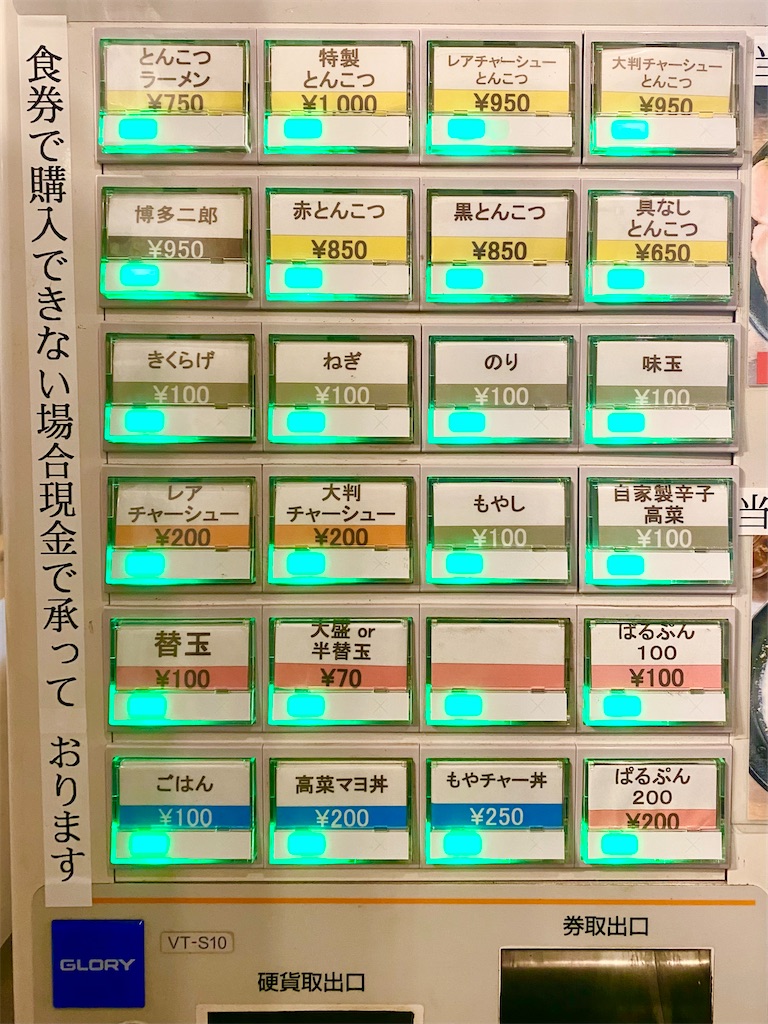 食券で購入できない場合現金で承って おります
とんこつ
ラーメン
¥750
特製
とんこつ
¥1,000
レアチャーシュー
とんこつ
¥950
大判チャーシュー
とんこつ
¥950
博多二郎
¥950
赤とんこつ
¥850
黒とんこつ
¥850
具なし
とんこつ
¥650
きくらげ
¥100
ねぎ
¥100
のり
¥100
味玉
¥100
レア
チャーシュー
¥200
大判
チャーシュー
¥200
もやし
¥100
自家製辛子
高菜
¥100
替玉
¥100
大盛 or
半替玉
¥70
ぱるぷん
100
¥100
ごはん
¥100
高菜マヨ丼
¥200
もやチャー丼
¥250
ぱるぷん
200
¥200
当
当
GLORY
VT-S10
硬貨取出口
券取出口